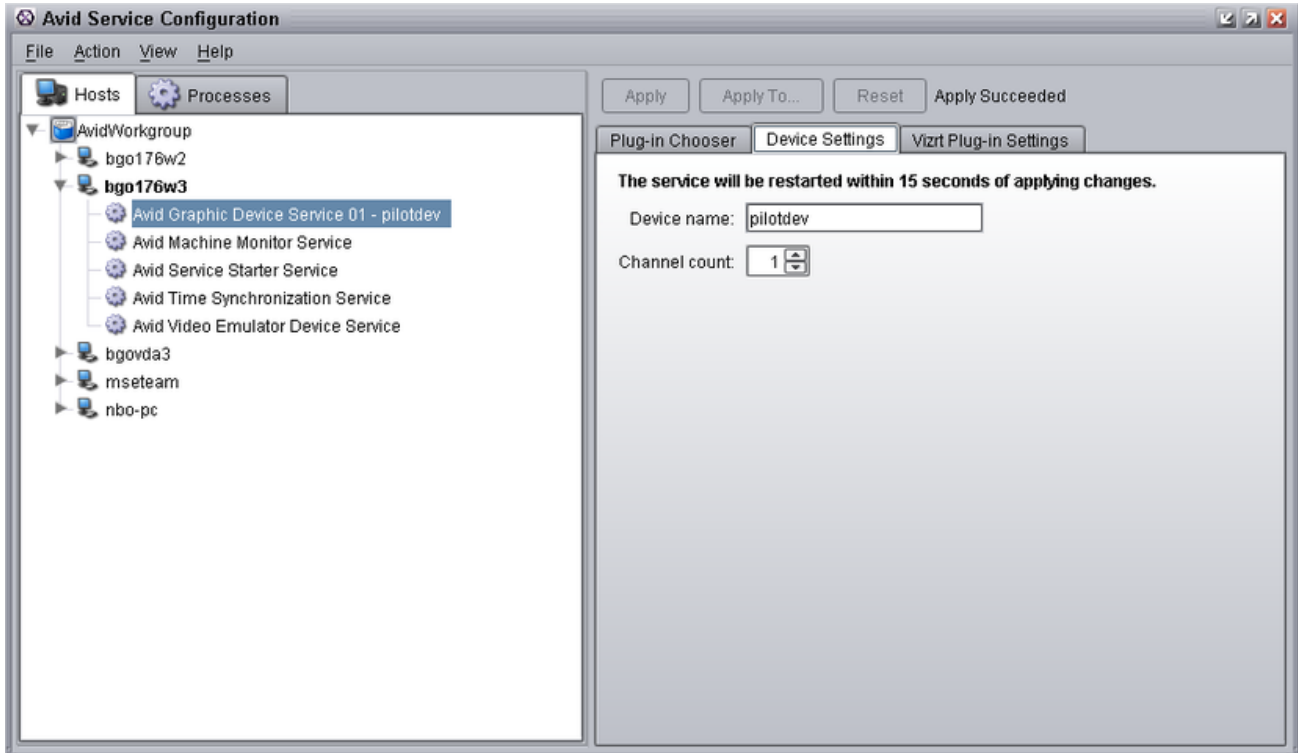 Avid Service Configuration
File Action View Help
Hosts Processes
AvidWorkgroup
bgo176w2
bgo176w3
Avid Graphic Device Service 01 - pilotdev
Avid Machine Monitor Service
Avid Service Starter Service
Avid Time Synchronization Service
Avid Video Emulator Device Service
bgovda3
mseteam
nbo-pc
Apply Apply To... Reset Apply Succeeded
Plug-in Chooser Device Settings Vizrt Plug-in Settings
The service will be restarted within 15 seconds of applying changes.
Device name: pilotdev
Channel count: 1